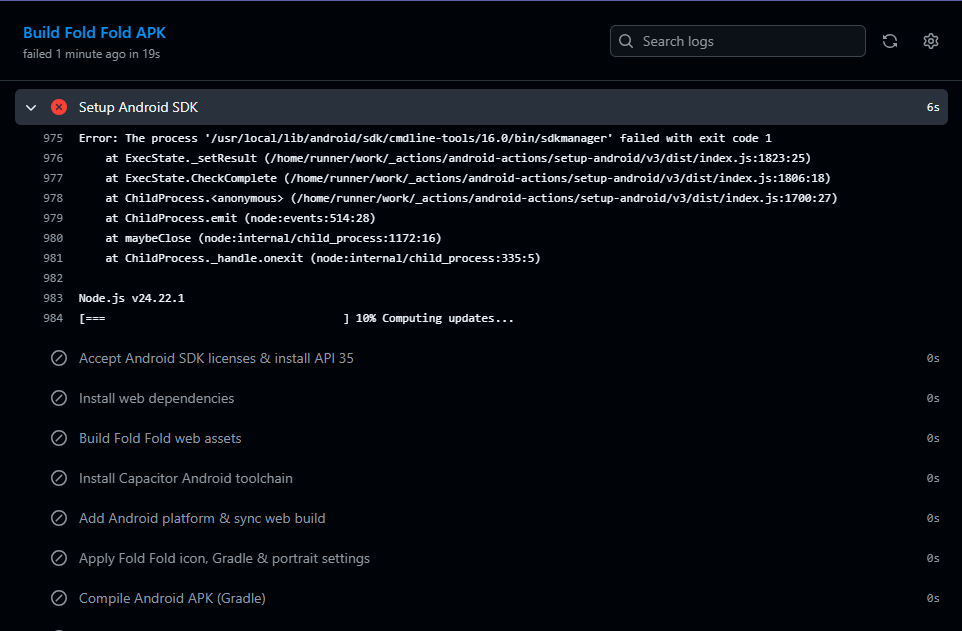 Build Fold Fold APK
failed 1 minute ago in 19s
Search logs
Setup Android SDK 6s
975 Error: The process '/usr/local/lib/android/sdk/cmdline-tools/16.0/bin/sdkmanager' failed with exit code 1
976 at ExecState._setResult (/home/runner/work/_actions/android-actions/setup-android/v3/dist/index.js:1823:25)
977 at ExecState.CheckComplete (/home/runner/work/_actions/android-actions/setup-android/v3/dist/index.js:1806:18)
978 at ChildProcess.<anonymous> (/home/runner/work/_actions/android-actions/setup-android/v3/dist/index.js:1700:27)
979 at ChildProcess.emit (node:events:514:28)
980 at maybeClose (node:internal/child_process:1172:16)
981 at ChildProcess._handle.onexit (node:internal/child_process:335:5)
982
983 Node.js v24.22.1
984 [=== ] 10% Computing updates...
Accept Android SDK licenses & install API 35 0s
Install web dependencies 0s
Build Fold Fold web assets 0s
Install Capacitor Android toolchain 0s
Add Android platform & sync web build 0s
Apply Fold Fold icon, Gradle & portrait settings 0s
Compile Android APK (Gradle) 0s